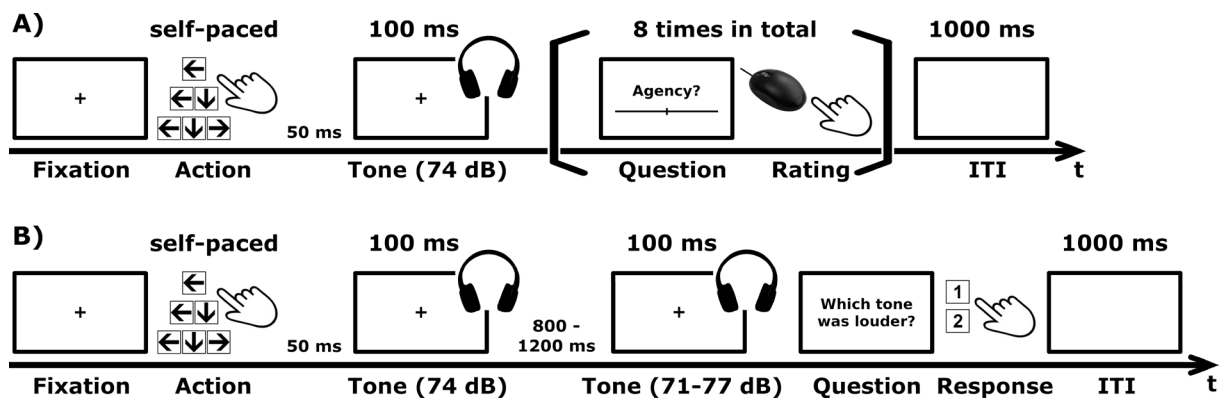 A)
self-paced
100 ms
8 times in total
1000 ms
+
←
← ↓
← ↓ →
50 ms
+
Agency?
Fixation
Action
Tone (74 dB)
Question
Rating
ITI
t
B)
self-paced
100 ms
100 ms
1000 ms
+
←
← ↓
← ↓ →
50 ms
+
800 -
1200 ms
+
Which tone
was louder?
1
2
Fixation
Action
Tone (74 dB)
Tone (71-77 dB)
Question
Response
ITI
t